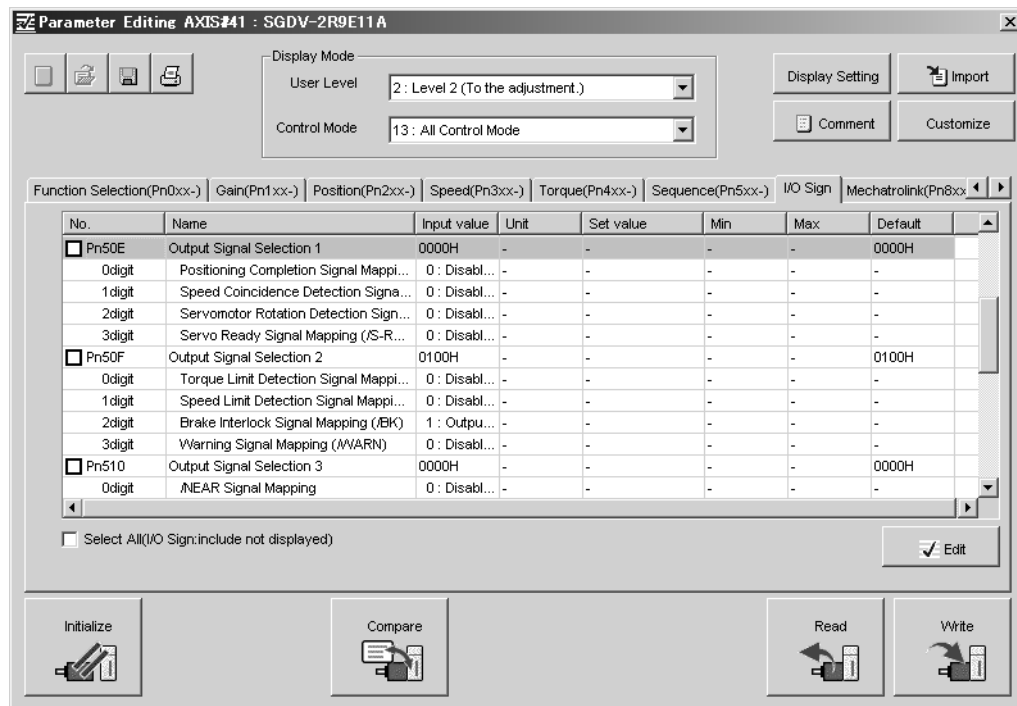 Parameter Editing AXIS#41 : SGDV-2R9E11A
Display Mode
User Level 2 : Level 2 (To the adjustment.)
Control Mode 13 : All Control Mode
Display Setting Import
Comment Customize
Function Selection(Pn0xx-) Gain(Pn1xx-) Position(Pn2xx-) Speed(Pn3xx-) Torque(Pn4xx-) Sequence(Pn5xx-) I/O Sign Mechatrolink(Pn8xx
No. Name Input value Unit Set value Min Max Default
Pn50E Output Signal Selection 1 0000H - - - - 0000H
0digit Positioning Completion Signal Mappi... 0 : Disabl... - - - - -
1digit Speed Coincidence Detection Signa... 0 : Disabl... - - - - -
2digit Servomotor Rotation Detection Sign... 0 : Disabl... - - - - -
3digit Servo Ready Signal Mapping (/S-R... 0 : Disabl... - - - - -
Pn50F Output Signal Selection 2 0100H - - - - 0100H
0digit Torque Limit Detection Signal Mappi... 0 : Disabl... - - - - -
1digit Speed Limit Detection Signal Mappi... 0 : Disabl... - - - - -
2digit Brake Interlock Signal Mapping (/BK) 1 : Outpu... - - - - -
3digit Warning Signal Mapping (/WARN) 0 : Disabl... - - - - -
Pn510 Output Signal Selection 3 0000H - - - - 0000H
0digit /NEAR Signal Mapping 0 : Disabl... - - - - -
Select All(I/O Sign:include not displayed)
Edit
Initialize Compare Read Write